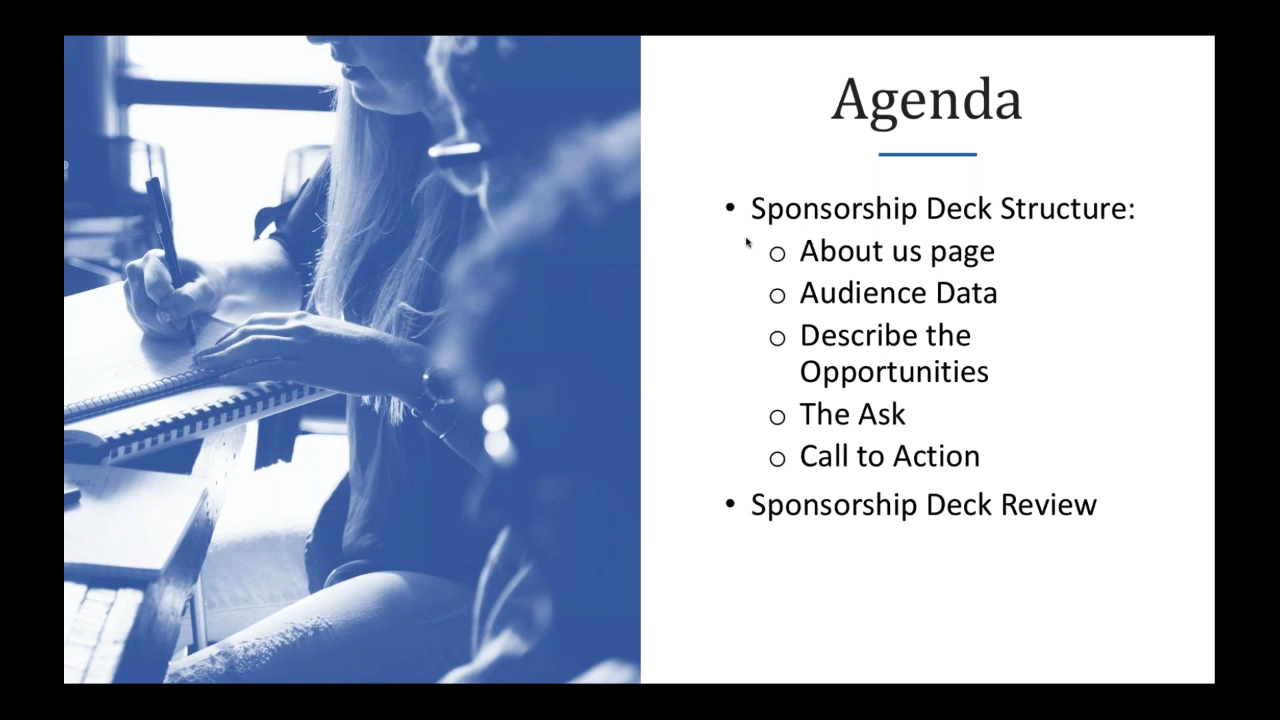 Agenda
• Sponsorship Deck Structure:
o About us page
o Audience Data
o Describe the
Opportunities
o The Ask
o Call to Action
• Sponsorship Deck Review